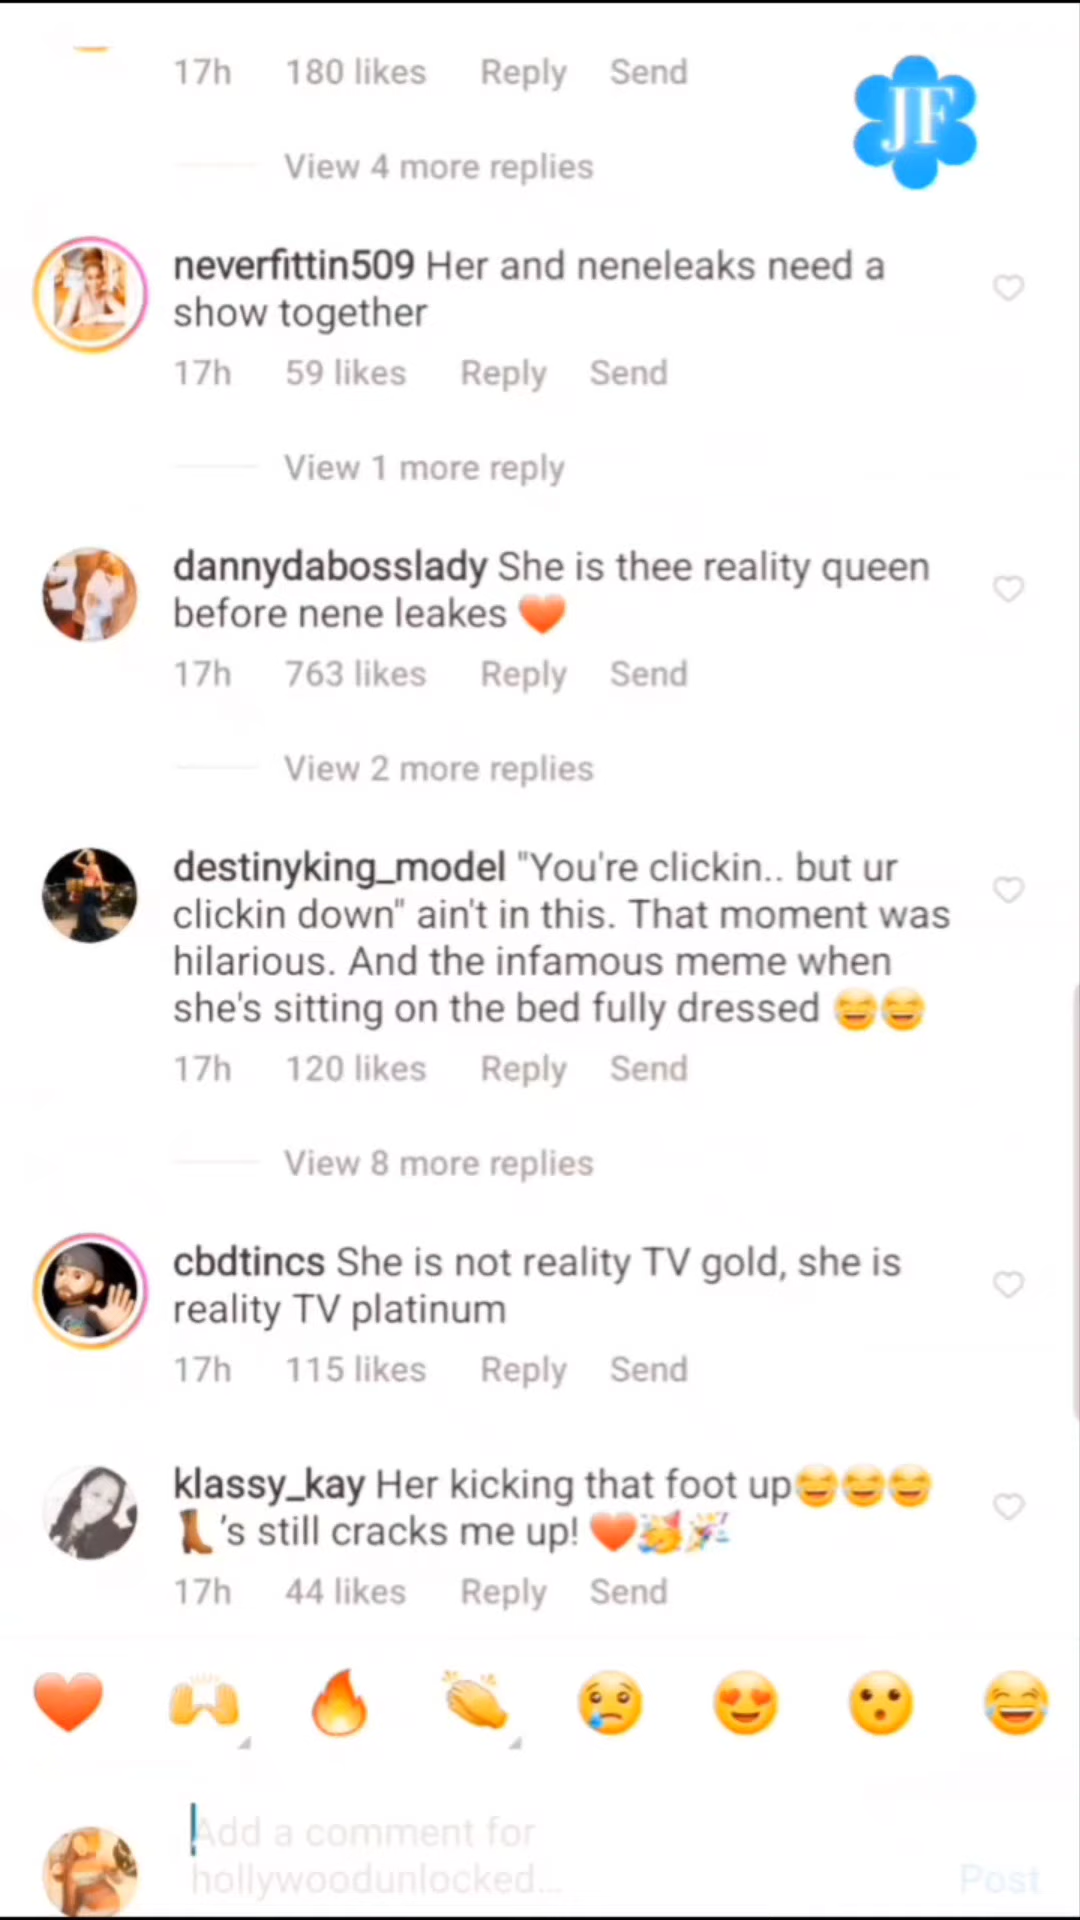 17h 180 likes Reply Send
JF
View 4 more replies
neverfittin509 Her and neneleaks need a
show together
17h 59 likes Reply Send
View 1 more reply
dannydabosslady She is thee reality queen
before nene leakes ❤️
17h 763 likes Reply Send
View 2 more replies
destinyking_model "You're clickin.. but ur
clickin down" ain't in this. That moment was
hilarious. And the infamous meme when
she's sitting on the bed fully dressed 😂😂
17h 120 likes Reply Send
View 8 more replies
cbdtincs She is not reality TV gold, she is
reality TV platinum
17h 115 likes Reply Send
klassy_kay Her kicking that foot up😂😂😂
👢's still cracks me up! ❤️🥳🎉
17h 44 likes Reply Send
Add a comment for
hollywoodunlocked...
Post